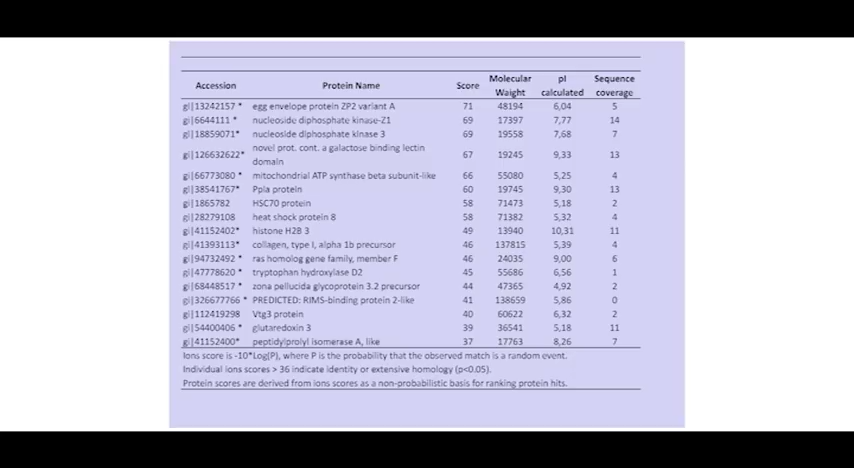 Accession Protein Name Score Molecular Weight pI calculated Sequence coverage
gi|13242157 * egg envelope protein ZP2 variant A 71 48194 6,04 5
gi|6644111 * nucleoside diphosphate kinase-Z1 69 17397 7,77 14
gi|18859071* nucleoside diphosphate kinase 3 69 19558 7,68 7
gi|126632622* novel prot. cont. a galactose binding lectin domain 67 19245 9,33 13
gi|66773080 * mitochondrial ATP synthase beta subunit-like 66 55080 5,25 4
gi|38541767* Ppia protein 60 19745 9,30 13
gi|1865782 HSC70 protein 58 71473 5,18 2
gi|28279108 heat shock protein 8 58 71382 5,32 4
gi|41152402* histone H2B 3 49 13940 10,31 11
gi|41393113* collagen, type I, alpha 1b precursor 46 137815 5,39 4
gi|94732492 * ras homolog gene family, member F 46 24035 9,00 6
gi|47778620 * tryptophan hydroxylase D2 45 55686 6,56 1
gi|68448517 * zona pellucida glycoprotein 3.2 precursor 44 47365 4,92 2
gi|326677766 * PREDICTED: RIMS-binding protein 2-like 41 138659 5,86 0
gi|112419298 Vtg3 protein 40 60622 6,32 2
gi|54400406 * glutaredoxin 3 39 36541 5,18 11
gi|41152400* peptidylprolyl isomerase A, like 37 17763 8,26 7
Ions score is -10*Log(P), where P is the probability that the observed match is a random event.
Individual ions scores > 36 indicate identity or extensive homology (p<0.05).
Protein scores are derived from ions scores as a non-probabilistic basis for ranking protein hits.